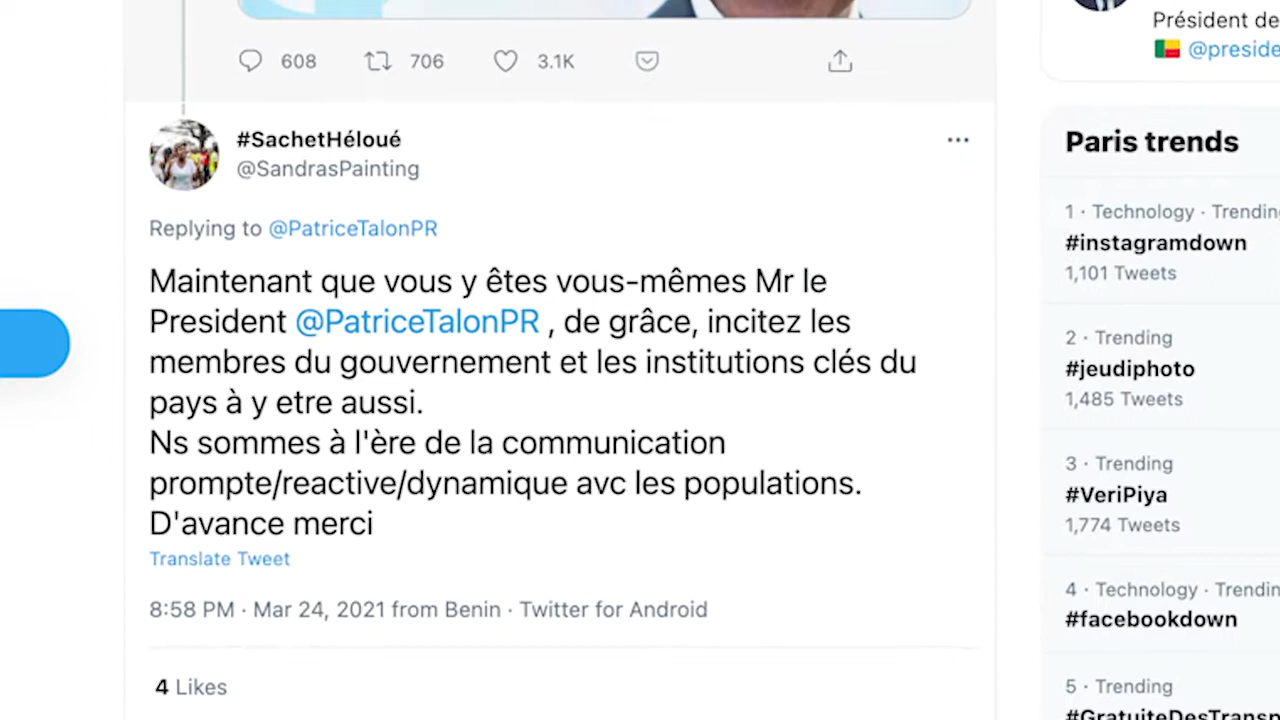 608 706 3.1K
#SachetHéloué
@SandrasPainting
Replying to @PatriceTalonPR
Maintenant que vous y êtes vous-mêmes Mr le
President @PatriceTalonPR , de grâce, incitez les
membres du gouvernement et les institutions clés du
pays à y etre aussi.
Ns sommes à l'ère de la communication
prompte/reactive/dynamique avc les populations.
D'avance merci
Translate Tweet
8:58 PM · Mar 24, 2021 from Benin · Twitter for Android
4 Likes
Président de
@preside
Paris trends
1 · Technology · Trending
#instagramdown
1,101 Tweets
2 · Trending
#jeudiphoto
1,485 Tweets
3 · Trending
#VeriPiya
1,774 Tweets
4 · Technology · Trendin
#facebookdown
5 · Trending
#GratuiteDesTransp